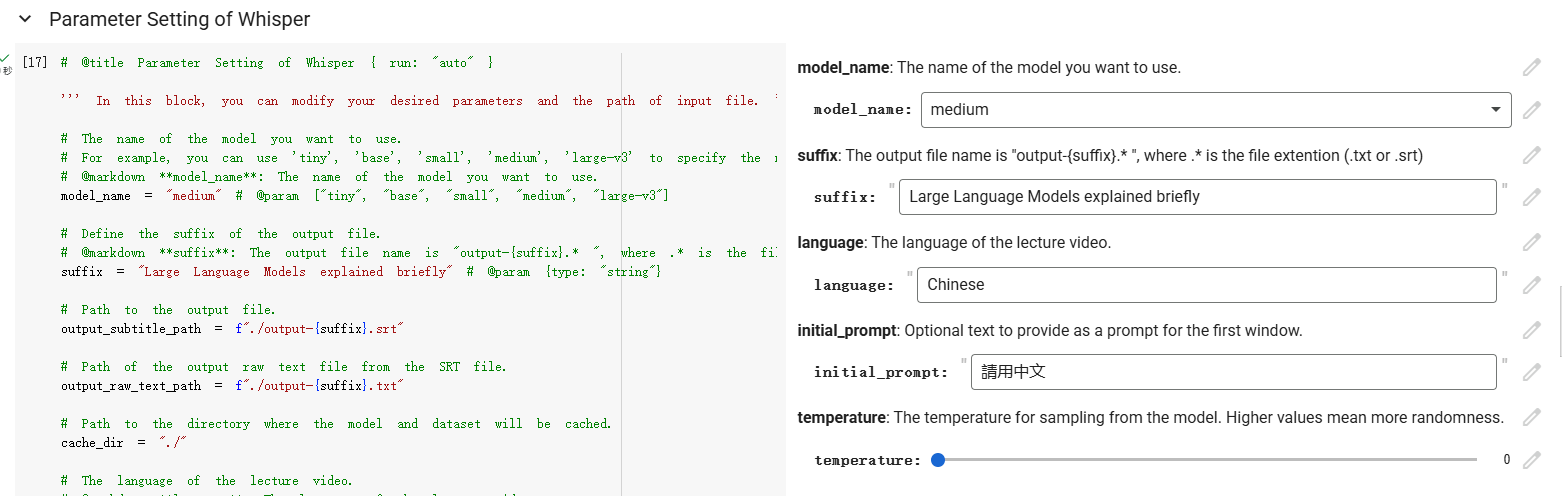 Parameter Setting of Whisper
[17] # @title Parameter Setting of Whisper { run: "auto" }
秒
''' In this block, you can modify your desired parameters and the path of input file.
# The name of the model you want to use.
# For example, you can use 'tiny', 'base', 'small', 'medium', 'large-v3' to specify the
# @markdown **model_name**: The name of the model you want to use.
model_name = "medium" # @param ["tiny", "base", "small", "medium", "large-v3"]
# Define the suffix of the output file.
# @markdown **suffix**: The output file name is "output-{suffix}.* ", where .* is the fi
suffix = "Large Language Models explained briefly" # @param {type: "string"}
# Path to the output file.
output_subtitle_path = f"./output-{suffix}.srt"
# Path of the output raw text file from the SRT file.
output_raw_text_path = f"./output-{suffix}.txt"
# Path to the directory where the model and dataset will be cached.
cache_dir = "./"
# The language of the lecture video.
model_name: The name of the model you want to use.
model_name: medium
suffix: The output file name is "output-{suffix}.* ", where .* is the file extention (.txt or .srt)
suffix: " Large Language Models explained briefly "
language: The language of the lecture video.
language: " Chinese "
initial_prompt: Optional text to provide as a prompt for the first window.
initial_prompt: " 請用中文 "
temperature: The temperature for sampling from the model. Higher values mean more randomness.
temperature: 0